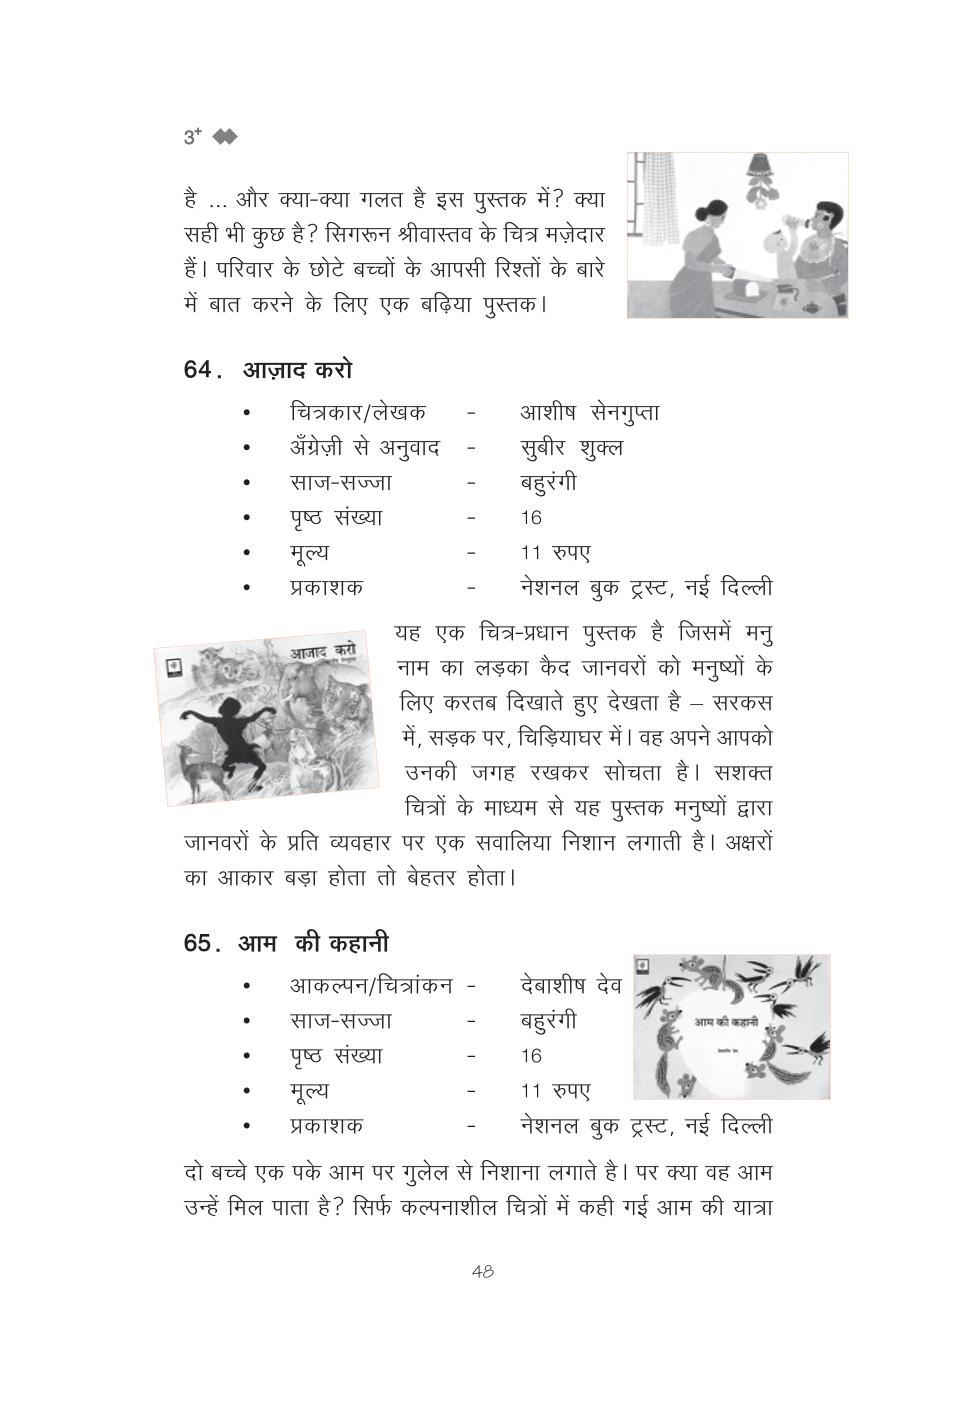 3+
है ... और क्या-क्या गलत है इस पुस्तक में? क्या
सही भी कुछ है? सिगरून श्रीवास्तव के चित्र मज़ेदार
हैं। परिवार के छोटे बच्चों के आपसी रिश्तों के बारे
में बात करने के लिए एक बढ़िया पुस्तक।
64. आज़ाद करो
• चित्रकार/लेखक - आशीष सेनगुप्ता
• अँग्रेज़ी से अनुवाद - सुबीर शुक्ल
• साज-सज्जा - बहुरंगी
• पृष्ठ संख्या - 16
• मूल्य - 11 रुपए
• प्रकाशक - नेशनल बुक ट्रस्ट, नई दिल्ली
आजाद करो
यह एक चित्र-प्रधान पुस्तक है जिसमें मनु
नाम का लड़का कैद जानवरों को मनुष्यों के
लिए करतब दिखाते हुए देखता है – सरकस
में, सड़क पर, चिड़ियाघर में। वह अपने आपको
उनकी जगह रखकर सोचता है। सशक्त
चित्रों के माध्यम से यह पुस्तक मनुष्यों द्वारा
जानवरों के प्रति व्यवहार पर एक सवालिया निशान लगाती है। अक्षरों
का आकार बड़ा होता तो बेहतर होता।
65. आम की कहानी
• आकल्पन/चित्रांकन - देबाशीष देव
• साज-सज्जा - बहुरंगी
• पृष्ठ संख्या - 16
• मूल्य - 11 रुपए
• प्रकाशक - नेशनल बुक ट्रस्ट, नई दिल्ली
आम की कहानी
दो बच्चे एक पके आम पर गुलेल से निशाना लगाते है। पर क्या वह आम
उन्हें मिल पाता है? सिर्फ कल्पनाशील चित्रों में कही गई आम की यात्रा
48